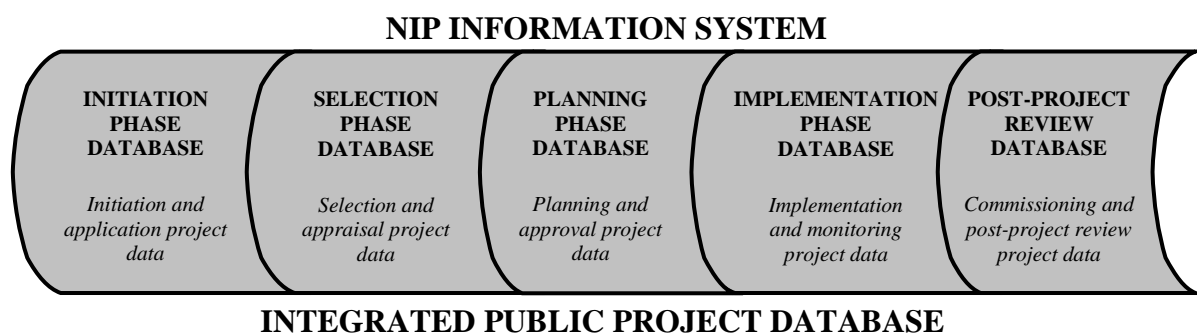 NIP INFORMATION SYSTEM
INITIATION
PHASE
DATABASE
Initiation and
application project
data
SELECTION
PHASE
DATABASE
Selection and
appraisal project
data
PLANNING
PHASE
DATABASE
Planning and
approval project
data
IMPLEMENTATION
PHASE
DATABASE
Implementation
and monitoring
project data
POST-PROJECT
REVIEW
DATABASE
Commissioning and
post-project review
project data
INTEGRATED PUBLIC PROJECT DATABASE